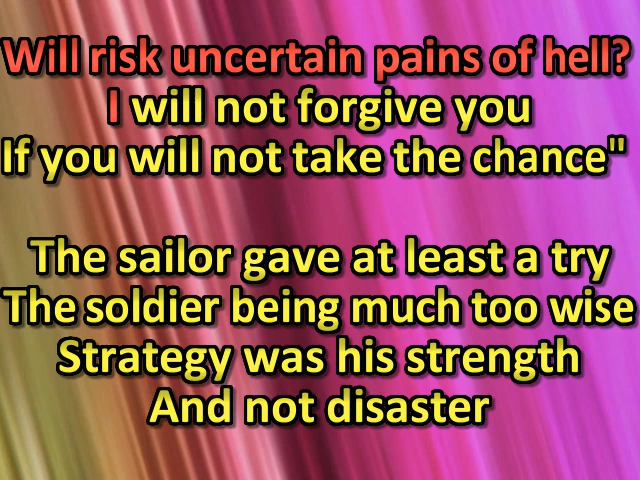 Will risk uncertain pains of hell?
I will not forgive you
If you will not take the chance"
The sailor gave at least a try
The soldier being much too wise
Strategy was his strength
And not disaster